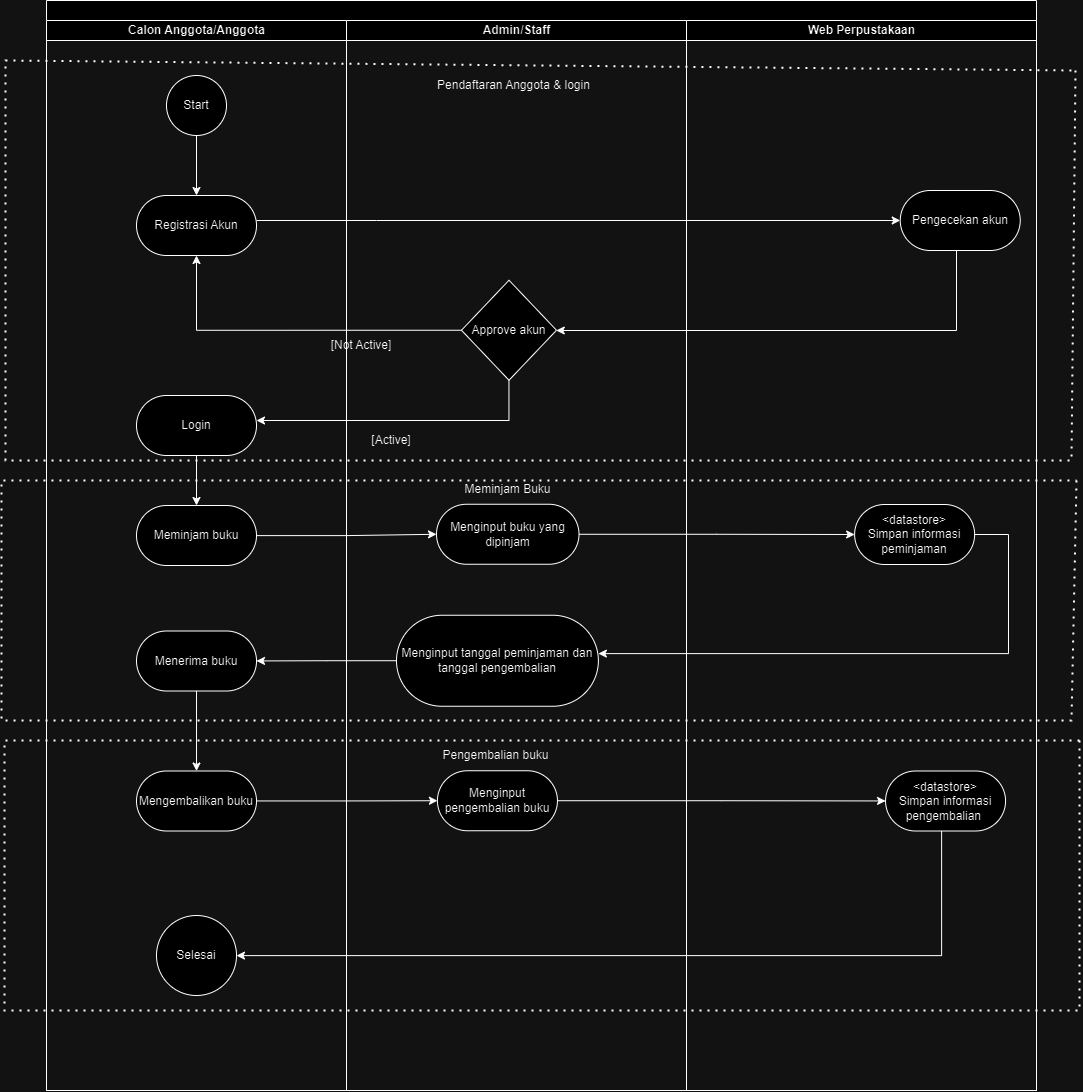 Calon Anggota/Anggota
Admin/Staff
Web Perpustakaan
Pendaftaran Anggota & login
Start
Registrasi Akun
Pengecekan akun
Approve akun
[Not Active]
Login
[Active]
Meminjam Buku
Meminjam buku
Menginput buku yang
dipinjam
<datastore>
Simpan informasi
peminjaman
Menerima buku
Menginput tanggal peminjaman dan
tanggal pengembalian
Pengembalian buku
Mengembalikan buku
Menginput
pengembalian buku
<datastore>
Simpan informasi
pengembalian
Selesai